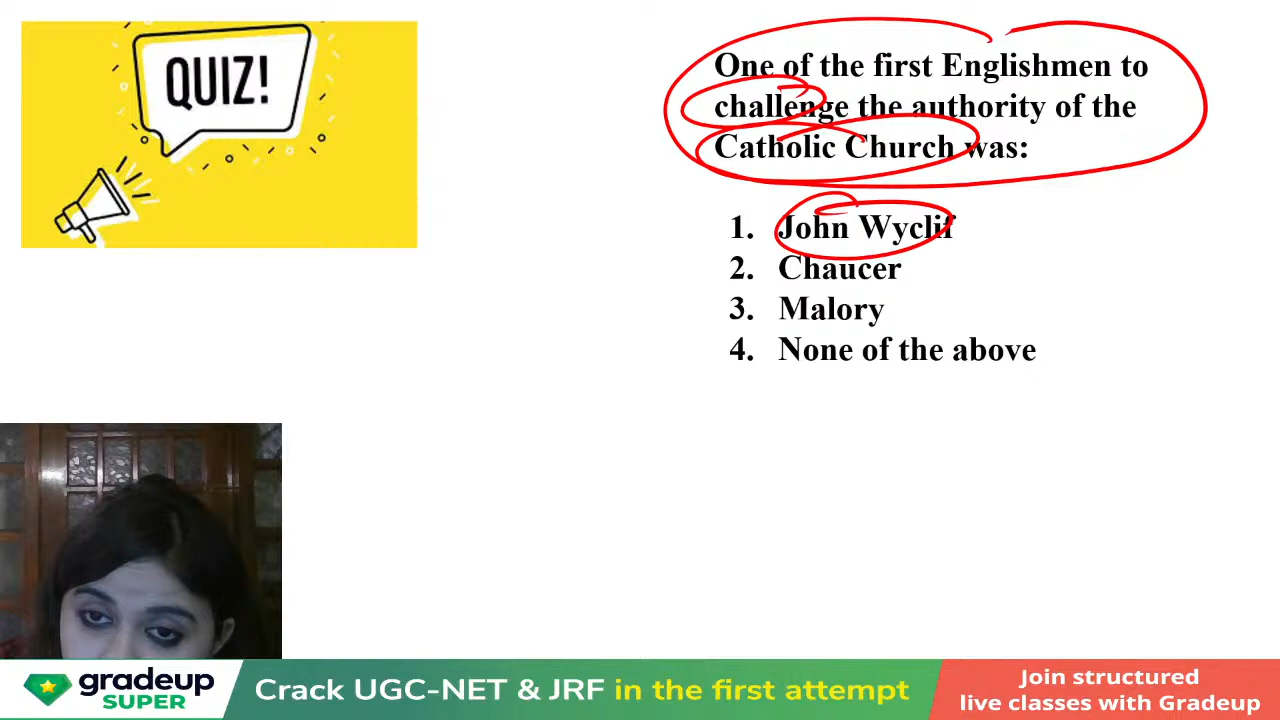 QUIZ!
One of the first Englishmen to
challenge the authority of the
Catholic Church was:
1. John Wyclif
2. Chaucer
3. Malory
4. None of the above
gradeup
SUPER
Crack UGC-NET & JRF in the first attempt
Join structured
live classes with Gradeup